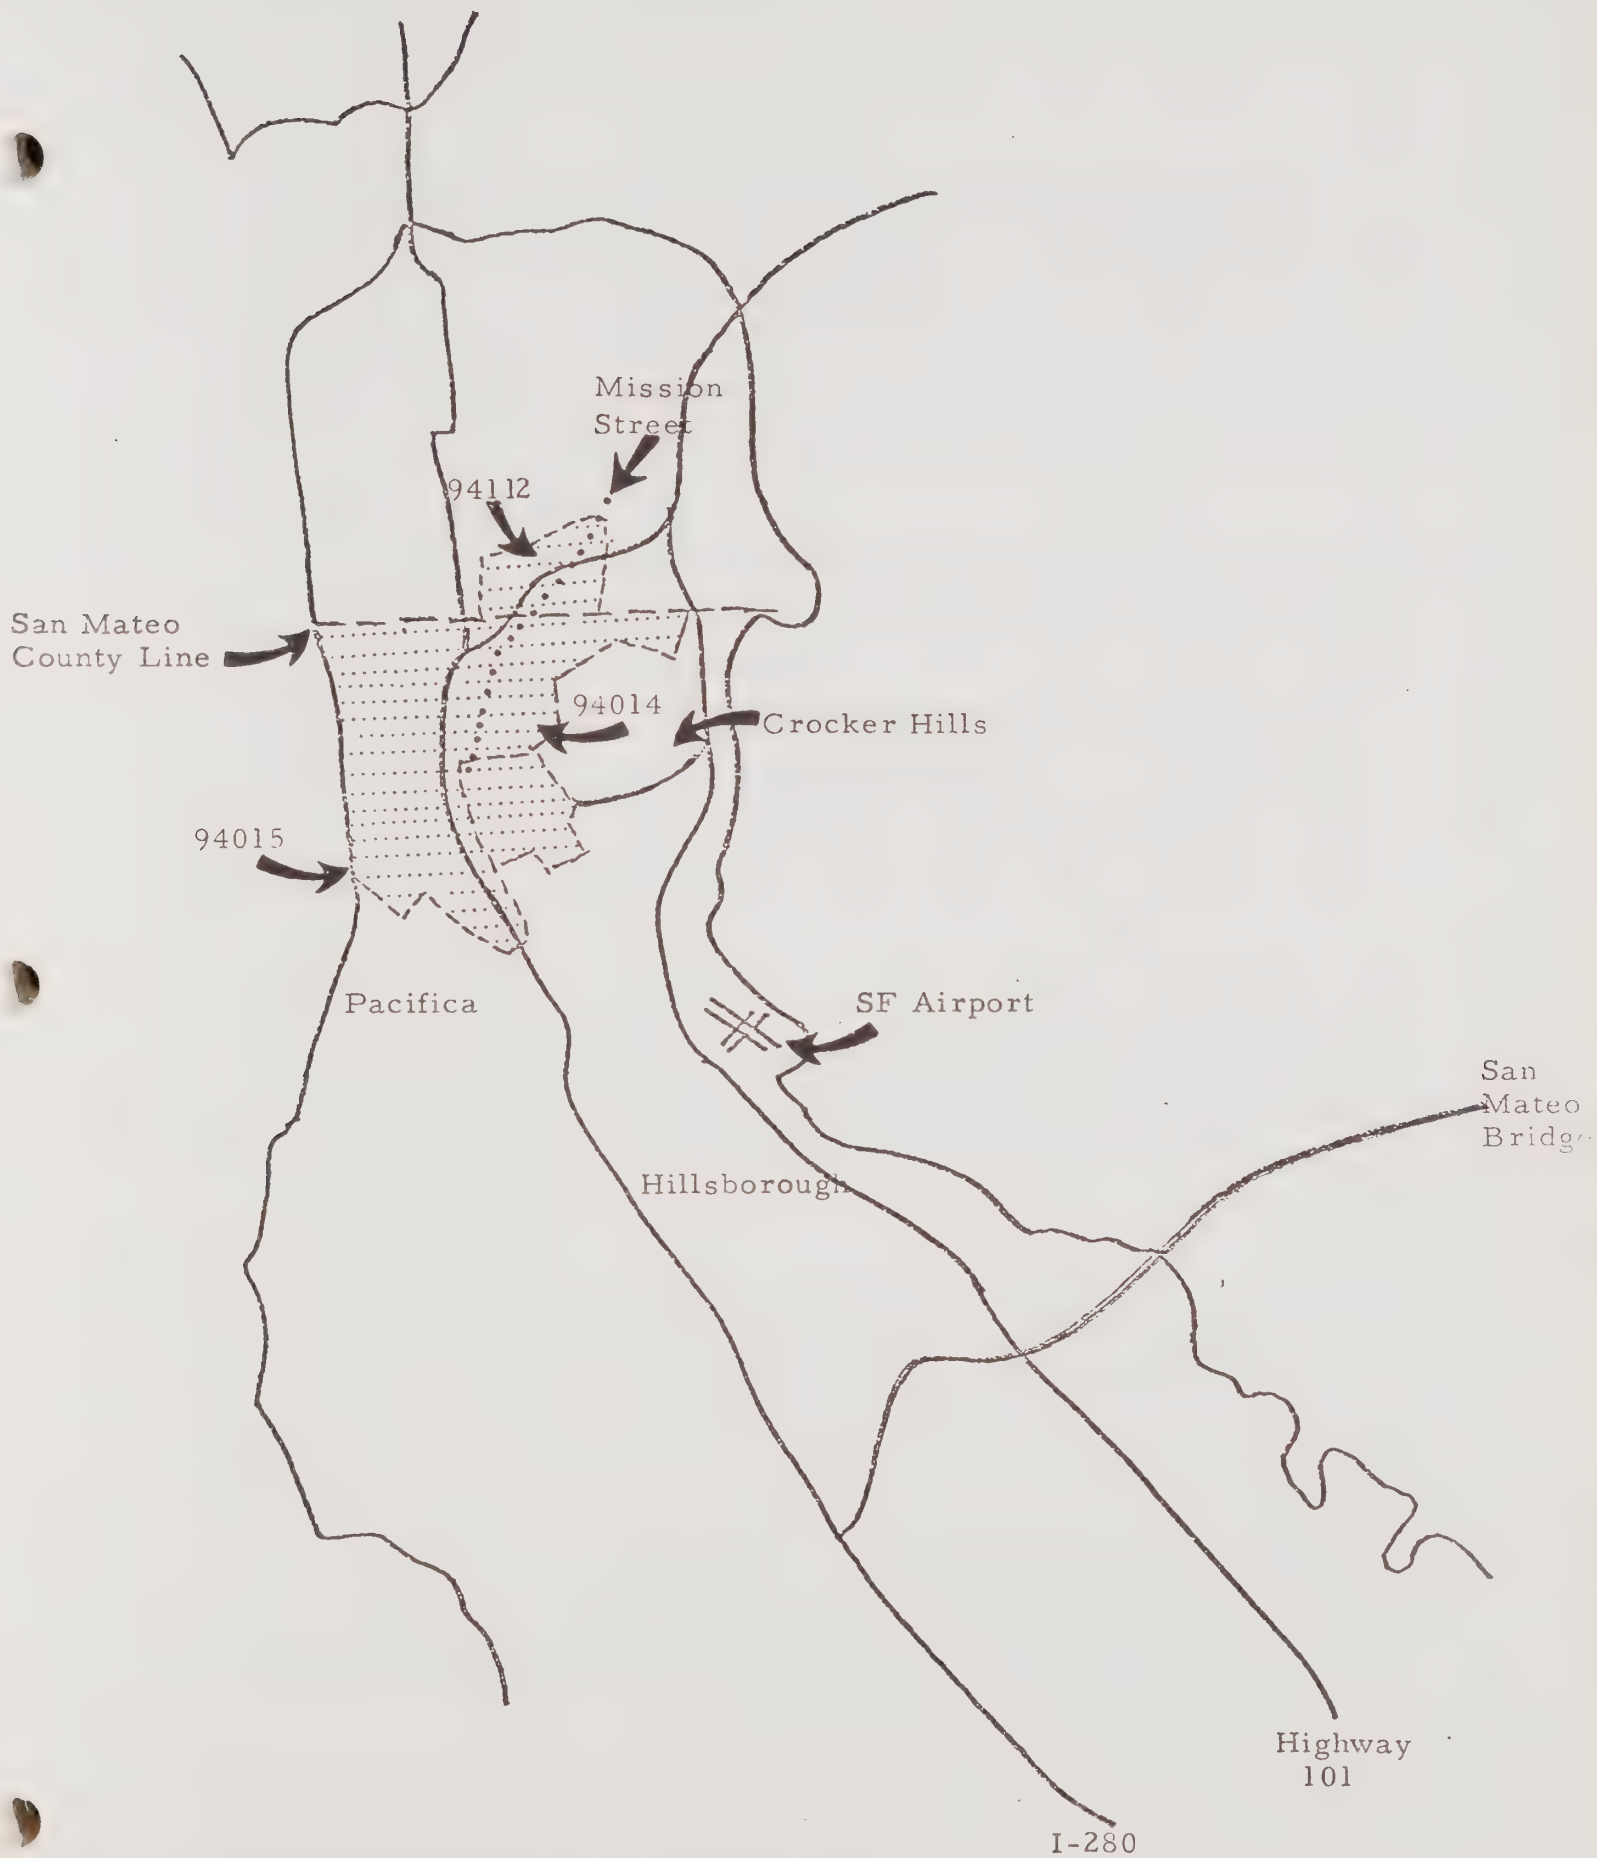 Mission
Street
94112
San Mateo
County Line
94014
Crocker Hills
94015
Pacifica
SF Airport
San
Mateo
Bridge
Hillsborough
Highway
101
I-280